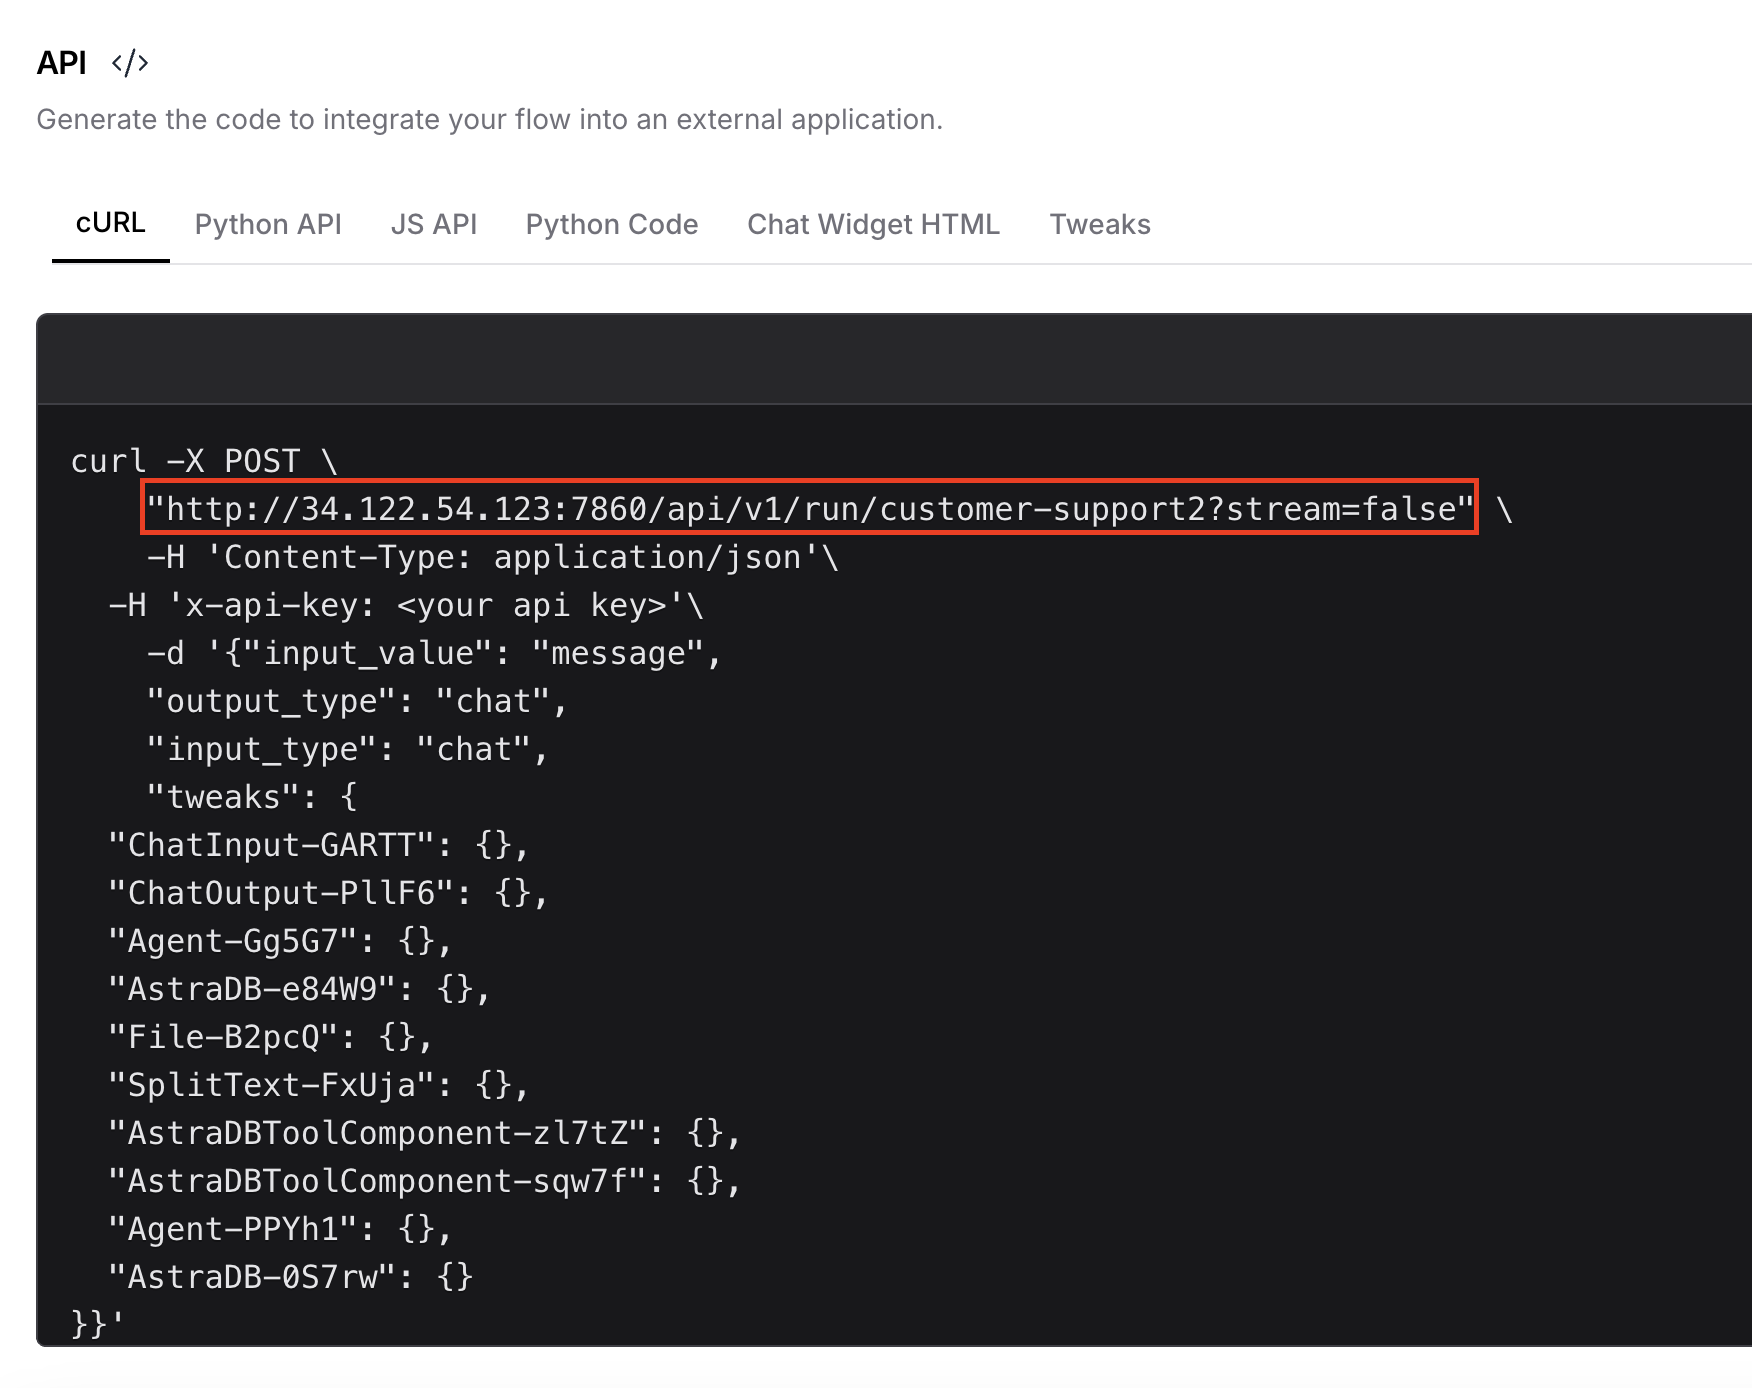 API </>
Generate the code to integrate your flow into an external application.
cURL Python API JS API Python Code Chat Widget HTML Tweaks
curl -X POST \
    "http://34.122.54.123:7860/api/v1/run/customer-support2?stream=false" \
    -H 'Content-Type: application/json'\
  -H 'x-api-key: <your api key>'\
    -d '{"input_value": "message",
    "output_type": "chat",
    "input_type": "chat",
    "tweaks": {
  "ChatInput-GARTT": {},
  "ChatOutput-PllF6": {},
  "Agent-Gg5G7": {},
  "AstraDB-e84W9": {},
  "File-B2pcQ": {},
  "SplitText-FxUja": {},
  "AstraDBToolComponent-zl7tZ": {},
  "AstraDBToolComponent-sqw7f": {},
  "Agent-PPYh1": {},
  "AstraDB-0S7rw": {}
}}'